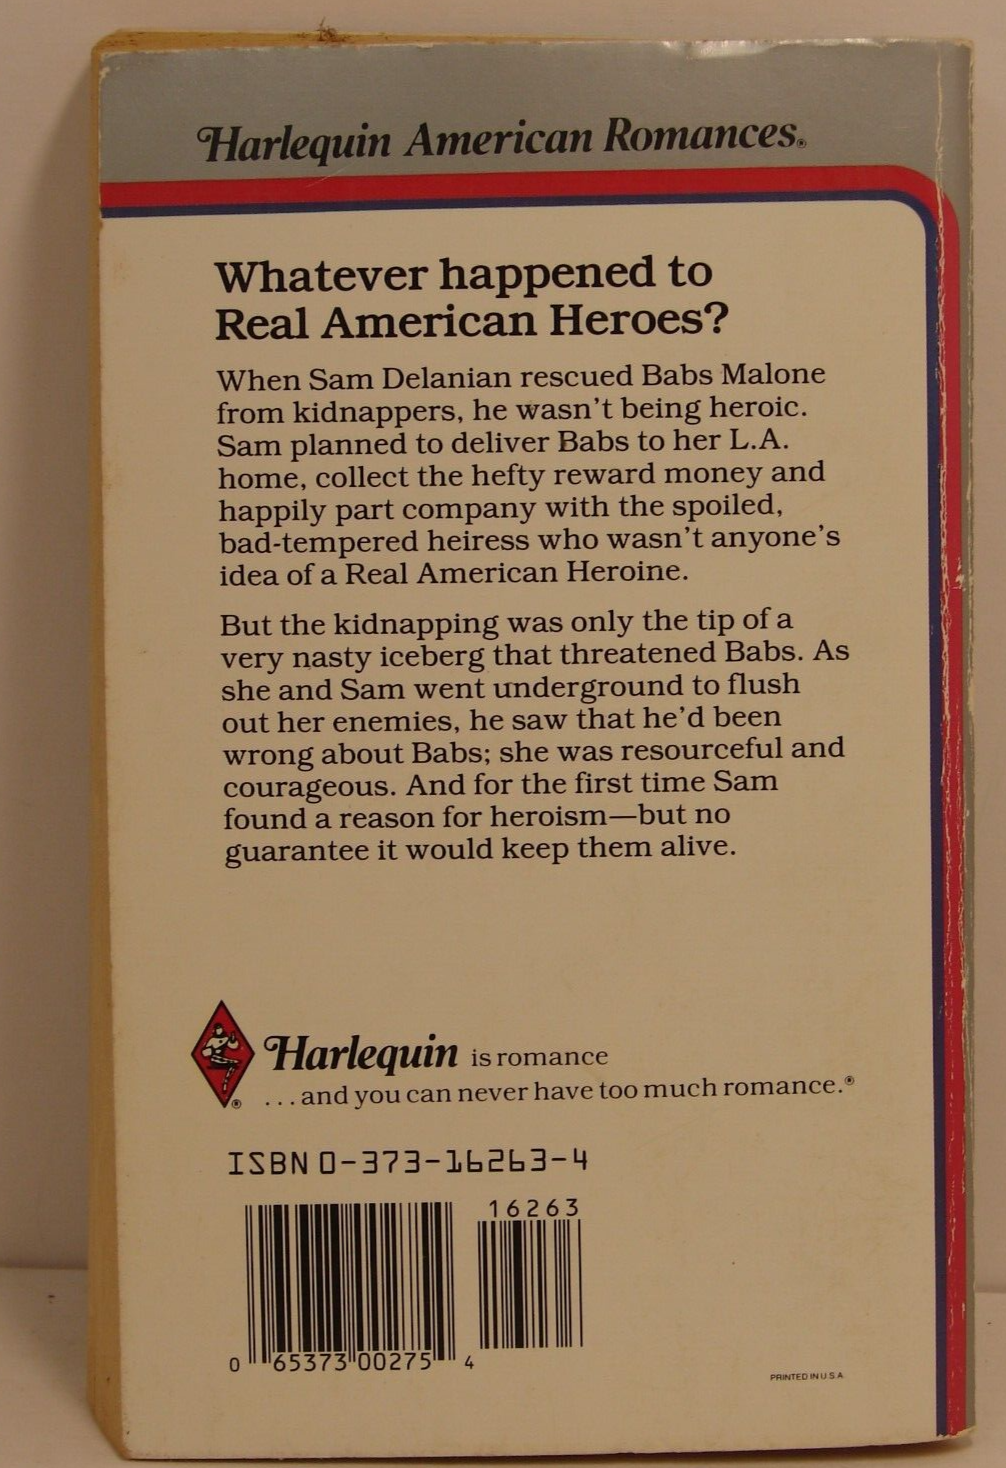 Harlequin American Romances®
Whatever happened to
Real American Heroes?
When Sam Delanian rescued Babs Malone
from kidnappers, he wasn't being heroic.
Sam planned to deliver Babs to her L.A.
home, collect the hefty reward money and
happily part company with the spoiled,
bad-tempered heiress who wasn't anyone's
idea of a Real American Heroine.
But the kidnapping was only the tip of a
very nasty iceberg that threatened Babs. As
she and Sam went underground to flush
out her enemies, he saw that he'd been
wrong about Babs; she was resourceful and
courageous. And for the first time Sam
found a reason for heroism—but no
guarantee it would keep them alive.
Harlequin is romance
®
...and you can never have too much romance.®
ISBN 0-373-16263-4
16263
0 65373 00275 4
PRINTED IN U.S.A.